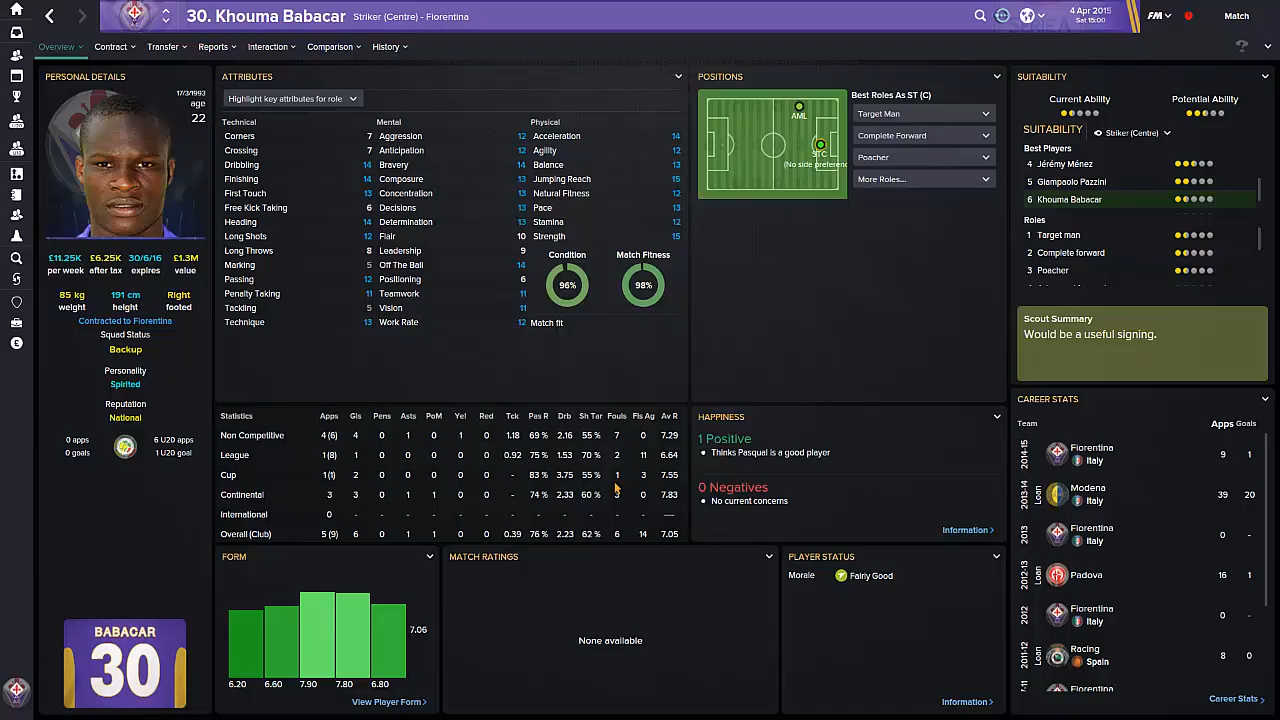 30. Khouma Babacar Striker (Centre) - Fiorentina
4 Apr 2015
Sat 15:00
FM
Match
Overview Contract Transfer Reports Interaction Comparison History
PERSONAL DETAILS
17/3/1993
age
22
£11.25K £6.25K 30/6/16 £1.3M
per week after tax expires value
85 kg 191 cm Right
weight height footed
Contracted to Fiorentina
Squad Status
Backup
Personality
Spirited
Reputation
National
0 apps 6 U20 apps
0 goals 1 U20 goal
BABACAR
30
ATTRIBUTES
Highlight key attributes for role
Technical Mental Physical
Corners 7 Aggression 12 Acceleration 14
Crossing 7 Anticipation 12 Agility 12
Dribbling 14 Bravery 14 Balance 13
Finishing 14 Composure 13 Jumping Reach 15
First Touch 13 Concentration 13 Natural Fitness 12
Free Kick Taking 6 Decisions 13 Pace 13
Heading 14 Determination 13 Stamina 12
Long Shots 12 Flair 10 Strength 15
Long Throws 8 Leadership 9
Marking 5 Off The Ball 14
Passing 12 Positioning 6
Penalty Taking 11 Teamwork 11
Tackling 5 Vision 11
Technique 13 Work Rate 12
Condition Match Fitness
96% 98%
Match fit
POSITIONS
AML
STC
(No side preferenc
Best Roles As ST (C)
Target Man
Complete Forward
Poacher
More Roles...
SUITABILITY
Current Ability Potential Ability
SUITABILITY Striker (Centre)
Best Players
4 Jérémy Ménez
5 Giampaolo Pazzini
6 Khouma Babacar
Roles
1 Target man
2 Complete forward
3 Poacher
Scout Summary
Would be a useful signing.
Statistics Apps Gls Pens Asts PoM Yel Red Tck Pas R Drb Sh Tar Fouls Fls Ag Av R
Non Competitive 4 (6) 4 0 1 0 1 0 1.18 69 % 2.16 55 % 7 0 7.29
League 1 (8) 1 0 0 0 0 0 0.92 75 % 1.53 70 % 2 11 6.64
Cup 1 (1) 2 0 0 0 0 0 - 83 % 3.75 55 % 1 3 7.55
Continental 3 3 0 1 1 0 0 - 74 % 2.33 60 % 3 0 7.83
International 0 - - - - - - - - - - - - ----
Overall (Club) 5 (9) 6 0 1 1 0 0 0.39 76 % 2.23 62 % 6 14 7.05
HAPPINESS
1 Positive
• Thinks Pasqual is a good player
0 Negatives
• No current concerns
Information >
CAREER STATS
Team Apps Goals
2014-15 Fiorentina Italy 9 1
2013-14 Loan Modena Italy 39 20
2013 Fiorentina Italy 0 -
2012-13 Loan Padova 16 1
2012 Fiorentina Italy 0 -
2011-12 Loan Racing Spain 8 0
Fiorentina
Career Stats >
FORM
7.06
6.20 6.60 7.90 7.80 6.80
View Player Form >
MATCH RATINGS
None available
PLAYER STATUS
Morale Fairly Good
Information >